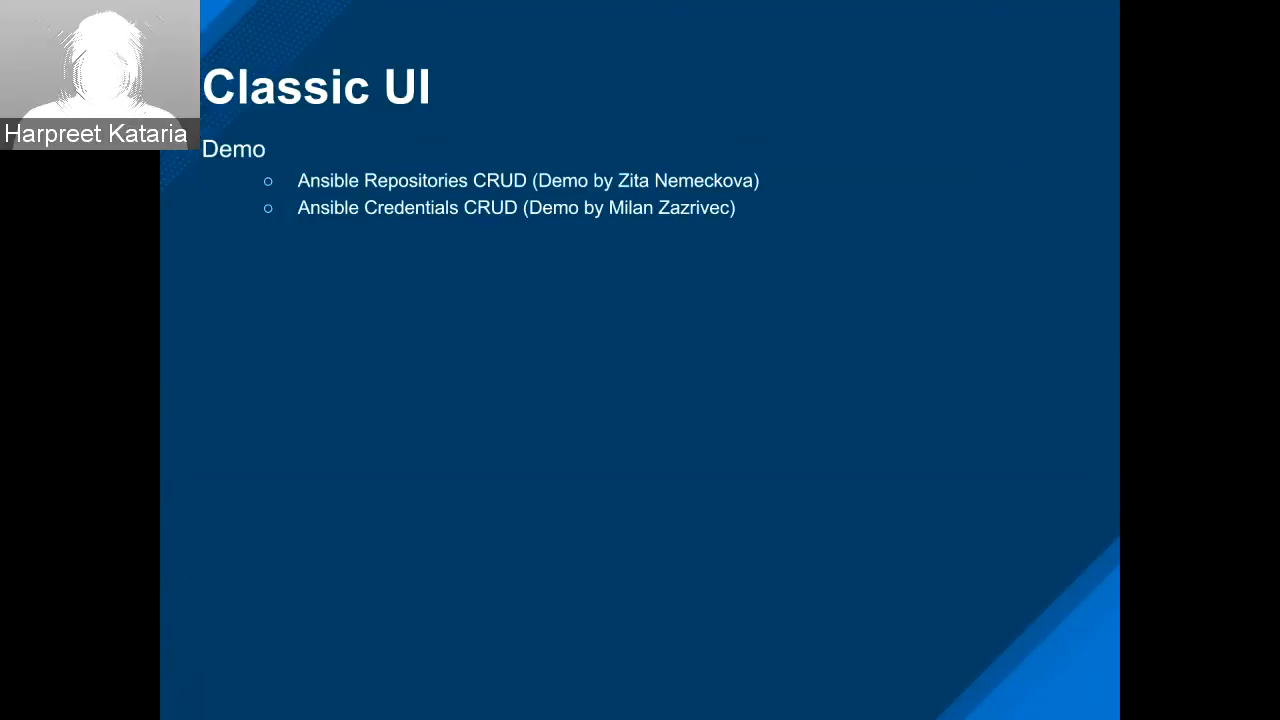 Classic UI
Harpreet Kataria
Demo
○ Ansible Repositories CRUD (Demo by Zita Nemeckova)
○ Ansible Credentials CRUD (Demo by Milan Zazrivec)